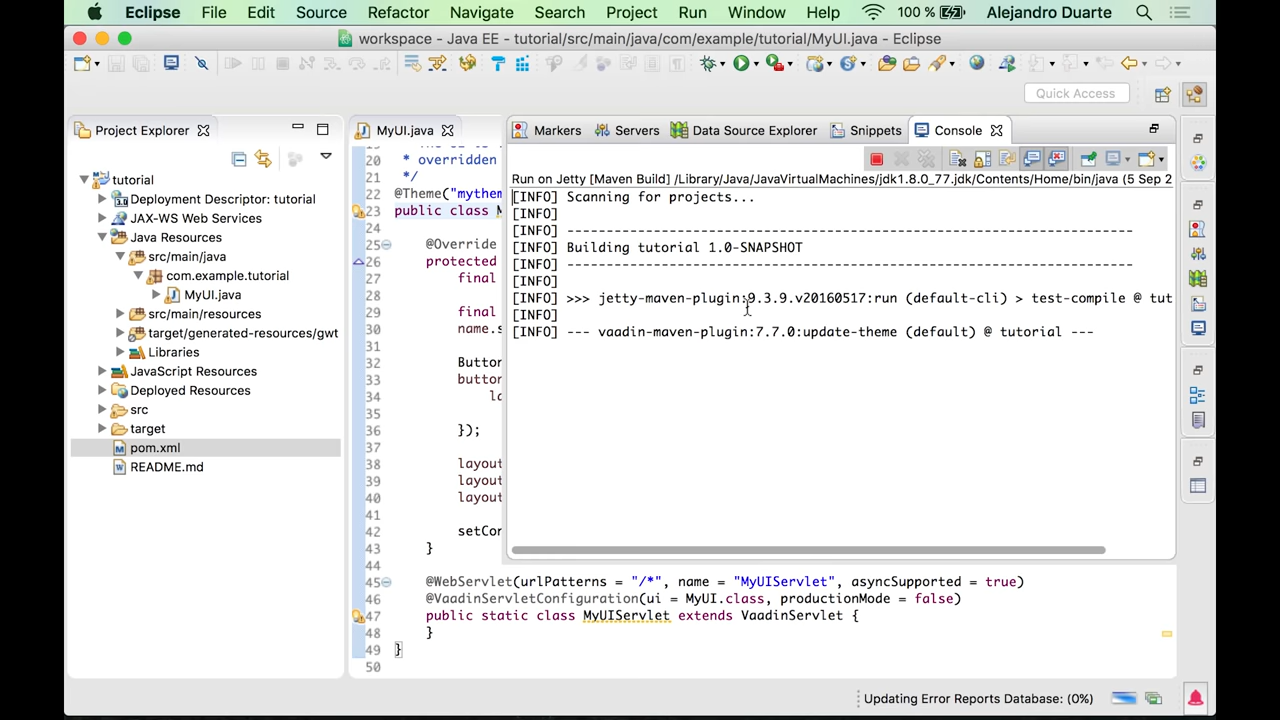 Eclipse File Edit Source Refactor Navigate Search Project Run Window Help 100 % Alejandro Duarte
workspace - Java EE - tutorial/src/main/java/com/example/tutorial/MyUI.java - Eclipse
Quick Access
Project Explorer
tutorial
Deployment Descriptor: tutorial
JAX-WS Web Services
Java Resources
src/main/java
com.example.tutorial
MyUI.java
src/main/resources
target/generated-resources/gwt
Libraries
JavaScript Resources
Deployed Resources
src
target
pom.xml
README.md
MyUI.java
20 * overridden
21 */
22 @Theme("mythem
23 public class M
24
25 @Override
26 protected
27 final
28
29 final
30 name.s
31
32 Button
33 button
34 la
35
36 });
37
38 layout
39 layout
40 layout
41
42 setCor
43 }
44
45 @WebServlet(urlPatterns = "/*", name = "MyUIServlet", asyncSupported = true)
46 @VaadinServletConfiguration(ui = MyUI.class, productionMode = false)
47 public static class MyUIServlet extends VaadinServlet {
48 }
49 }
50
Markers Servers Data Source Explorer Snippets Console
Run on Jetty [Maven Build] /Library/Java/JavaVirtualMachines/jdk1.8.0_77.jdk/Contents/Home/bin/java (5 Sep 2
[INFO] Scanning for projects...
[INFO]
[INFO] ------------------------------------------------------------------------
[INFO] Building tutorial 1.0-SNAPSHOT
[INFO] ------------------------------------------------------------------------
[INFO]
[INFO] >>> jetty-maven-plugin:9.3.9.v20160517:run (default-cli) > test-compile @ tut
[INFO]
[INFO] --- vaadin-maven-plugin:7.7.0:update-theme (default) @ tutorial ---
Updating Error Reports Database: (0%)